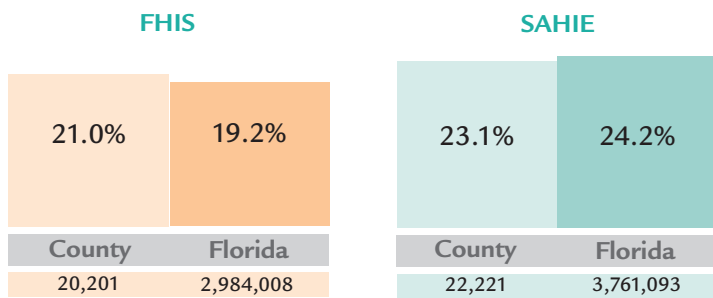 FHIS
21.0%
19.2%
County
Florida
20,201
2,984,008
SAHIE
23.1%
24.2%
County
Florida
22,221
3,761,093